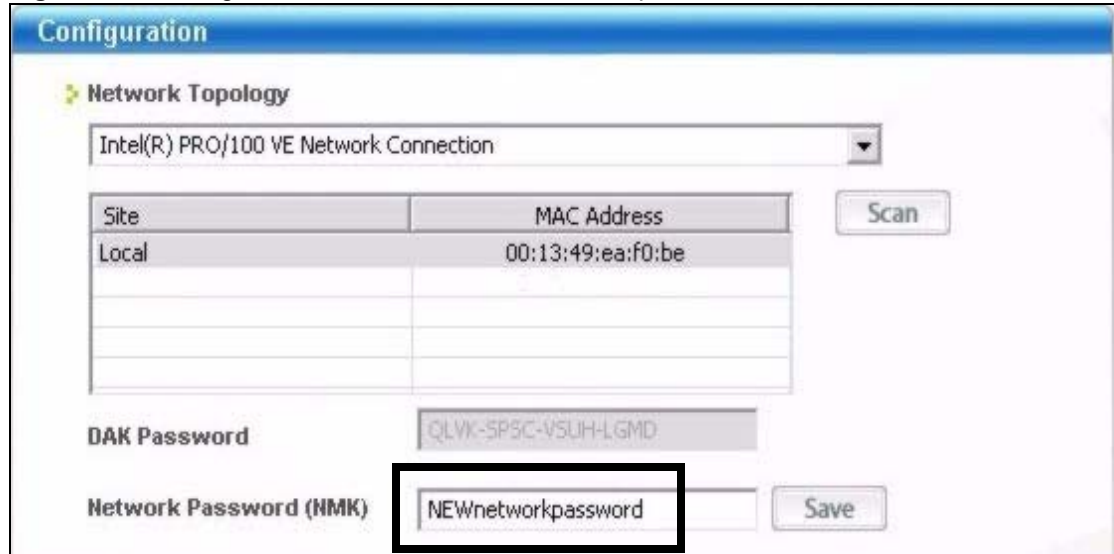 Configuration
Network Topology
Intel(R) PRO/100 VE Network Connection
Site MAC Address
Scan
Local 00:13:49:ea:f0:be
DAK Password QLVK-SPSC-VSUH-LGMD
Network Password (NMK) NEWnetworkpassword Save